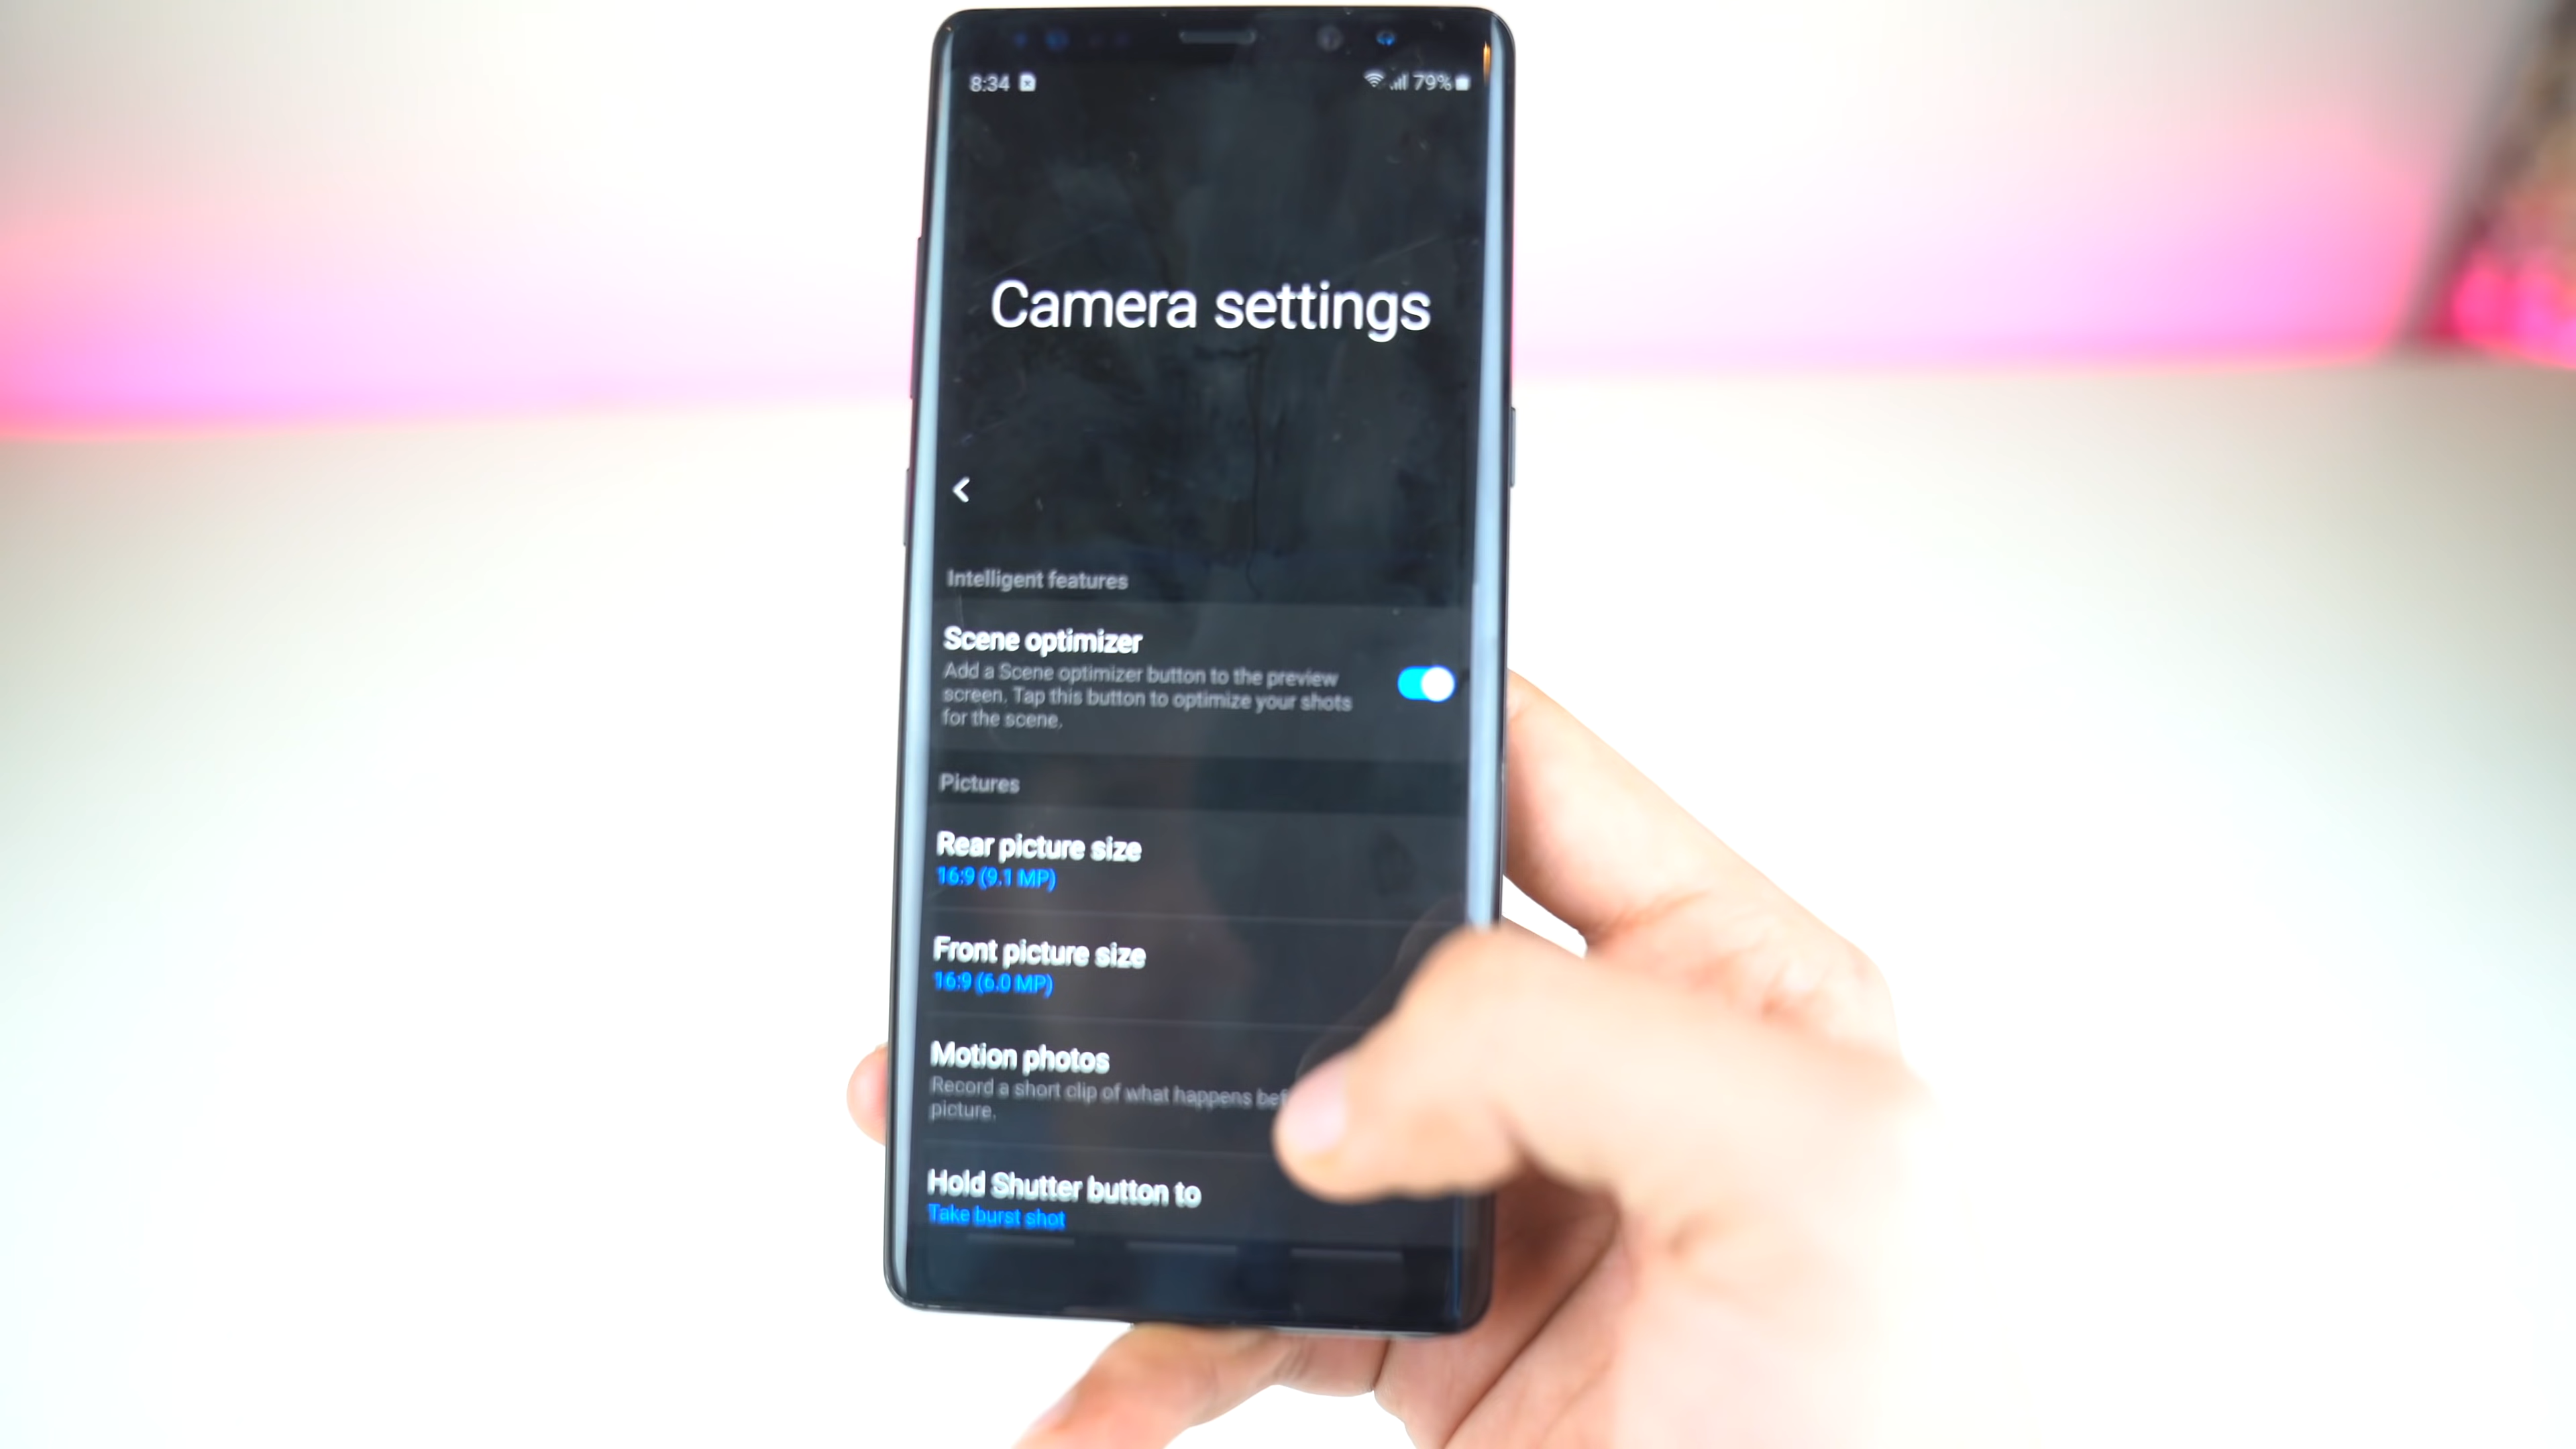 8:34
79%
Camera settings
Intelligent features
Scene optimizer
Add a Scene optimizer button to the preview
screen. Tap this button to optimize your shots
for the scene.
Pictures
Rear picture size
16:9 (9.1 MP)
Front picture size
16:9 (6.0 MP)
Motion photos
Record a short clip of what happens
picture.
Hold Shutter button to
Take burst shot